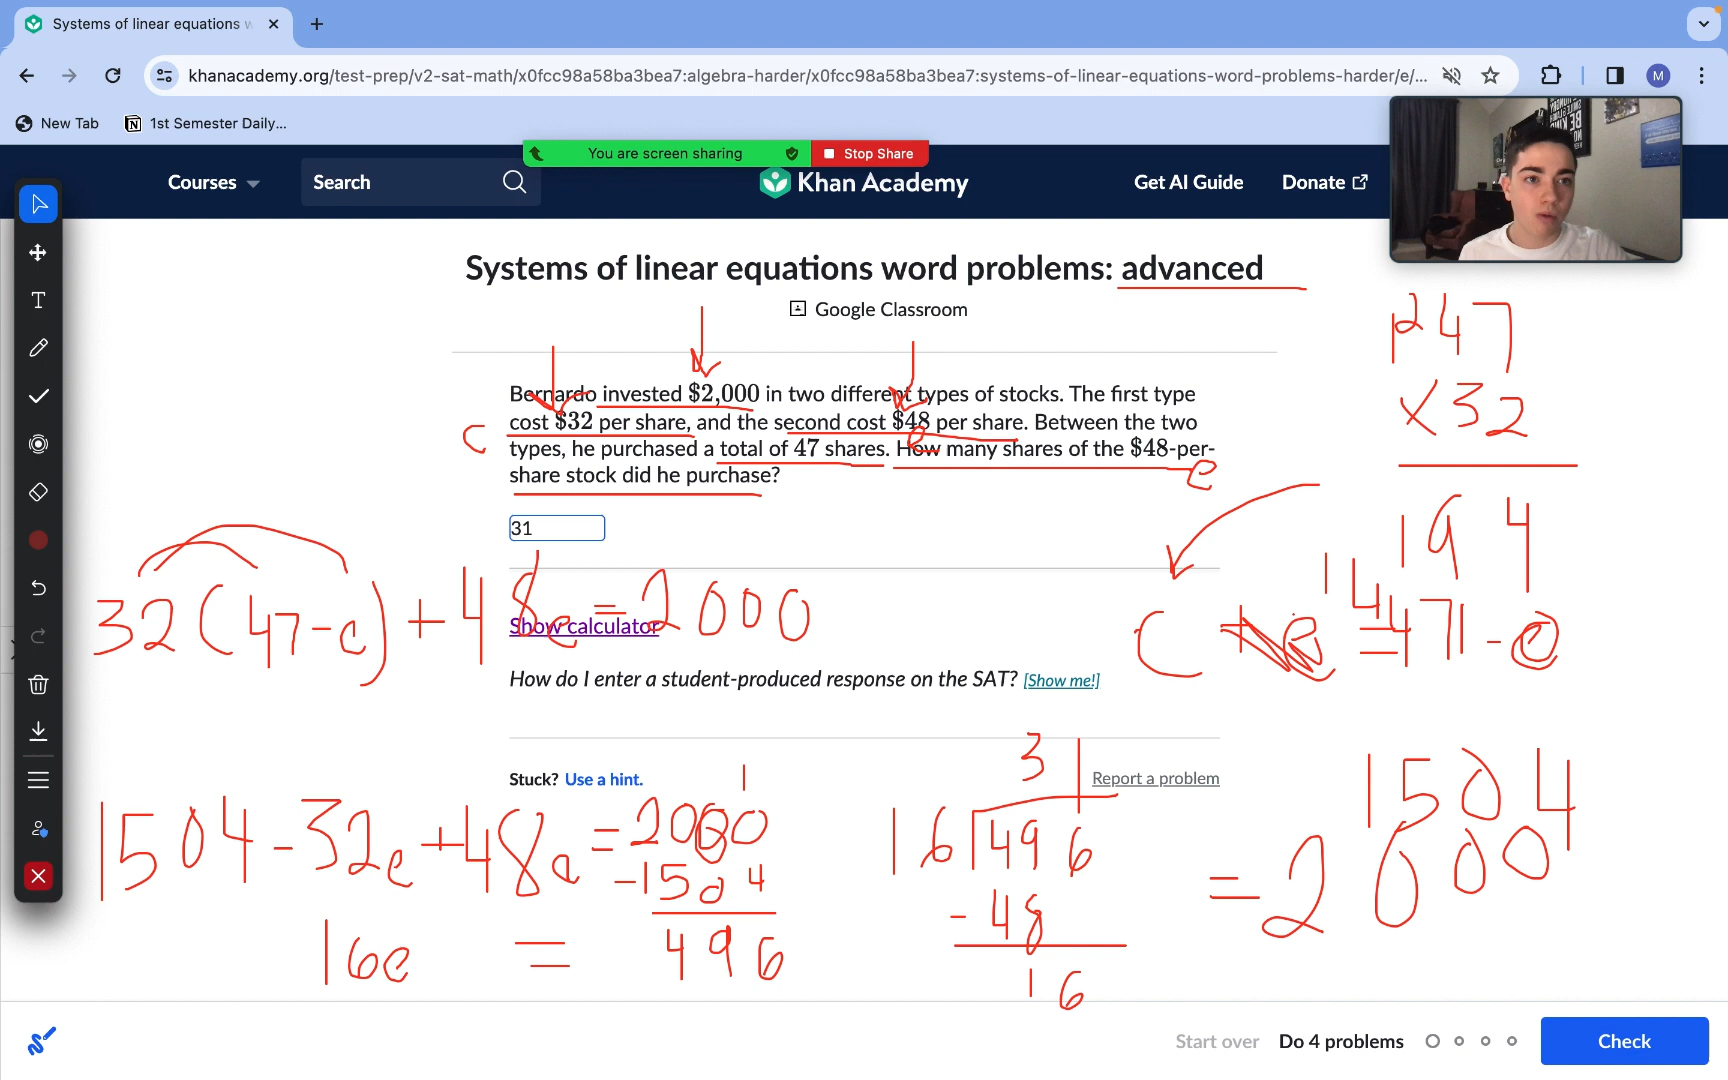 Systems of linear equations w
khanacademy.org/test-prep/v2-sat-math/x0fcc98a58ba3bea7:algebra-harder/x0fcc98a58ba3bea7:systems-of-linear-equations-word-problems-harder/e/...
M
New Tab
N 1st Semester Daily...
You are screen sharing
Stop Share
Courses
Search
Khan Academy
Get AI Guide
Donate
Systems of linear equations word problems: advanced
Google Classroom
Bernardo invested $2,000 in two different types of stocks. The first type
cost $32 per share, and the second cost $48 per share. Between the two
types, he purchased a total of 47 shares. How many shares of the $48-per-
share stock did he purchase?
c
e
e
31
247
x32
194
14
32(47-e)+48e=2000
c +e = 47 - e
Show calculator
How do I enter a student-produced response on the SAT? [Show me!]
Stuck? Use a hint.
Report a problem
1504-32e+48e=2000
-1504
16e = 496
31
16 496
-48
16
1504
=2000
T
Start over
Do 4 problems
Check